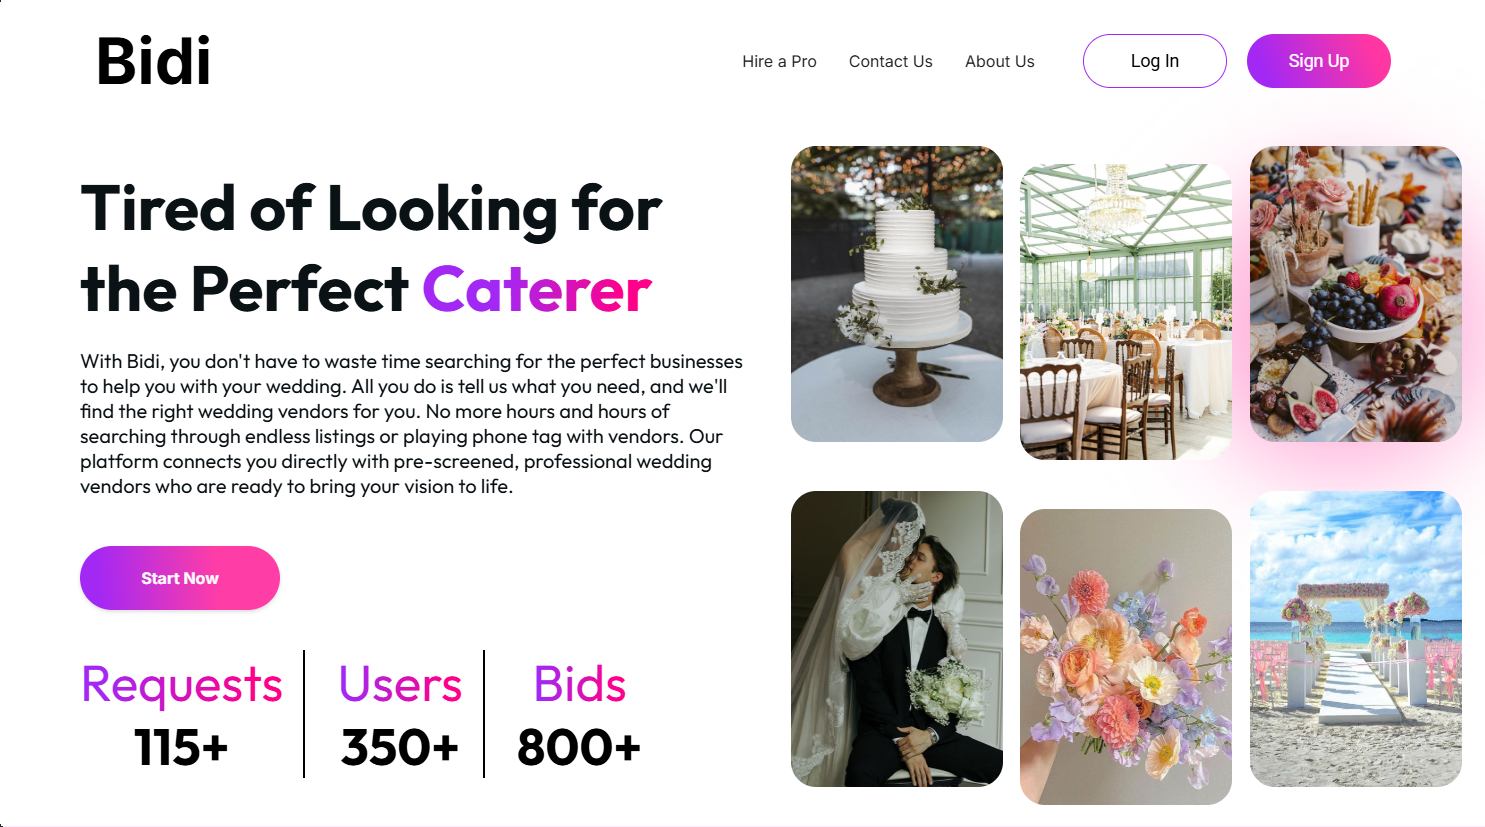 Bidi
Hire a Pro
Contact Us
About Us
Log In
Sign Up
Tired of Looking for
the Perfect Caterer
With Bidi, you don't have to waste time searching for the perfect businesses
to help you with your wedding. All you do is tell us what you need, and we'll
find the right wedding vendors for you. No more hours and hours of
searching through endless listings or playing phone tag with vendors. Our
platform connects you directly with pre-screened, professional wedding
vendors who are ready to bring your vision to life.
Start Now
Requests
115+
Users
350+
Bids
800+